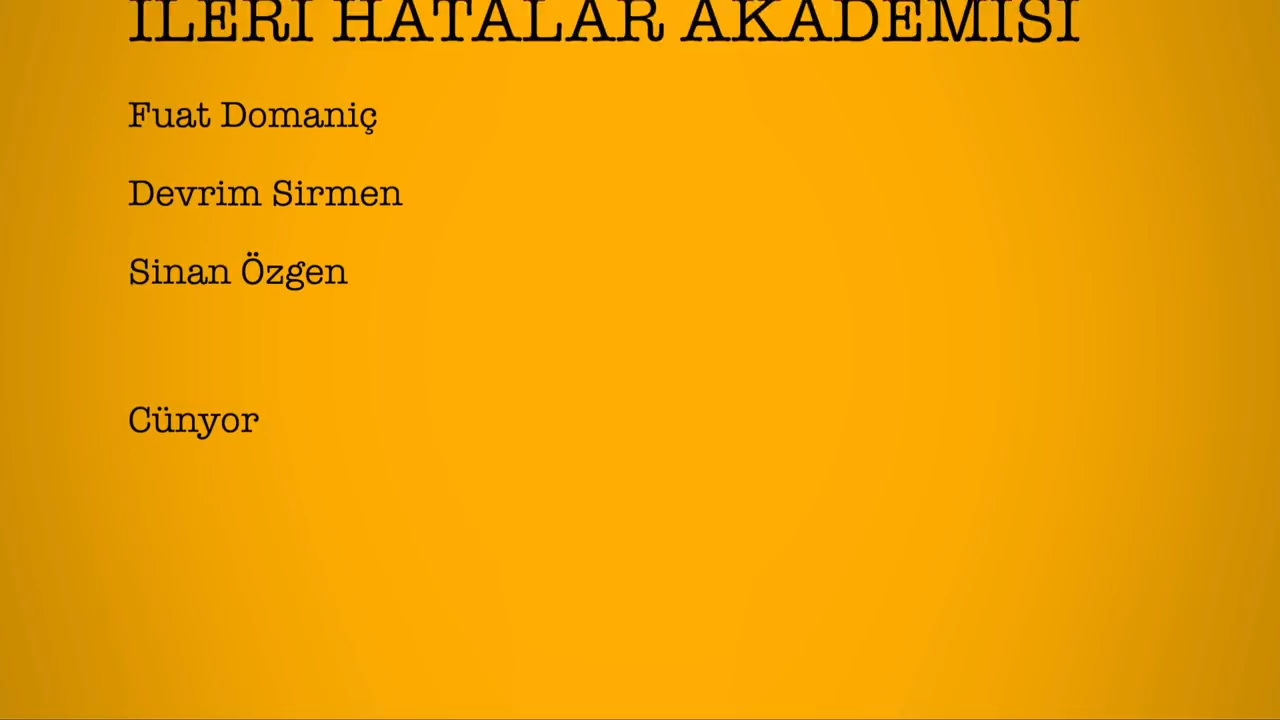 İLERİ HATALAR AKADEMİSİ
Fuat Domaniç
Devrim Sirmen
Sinan Özgen
Cünyor